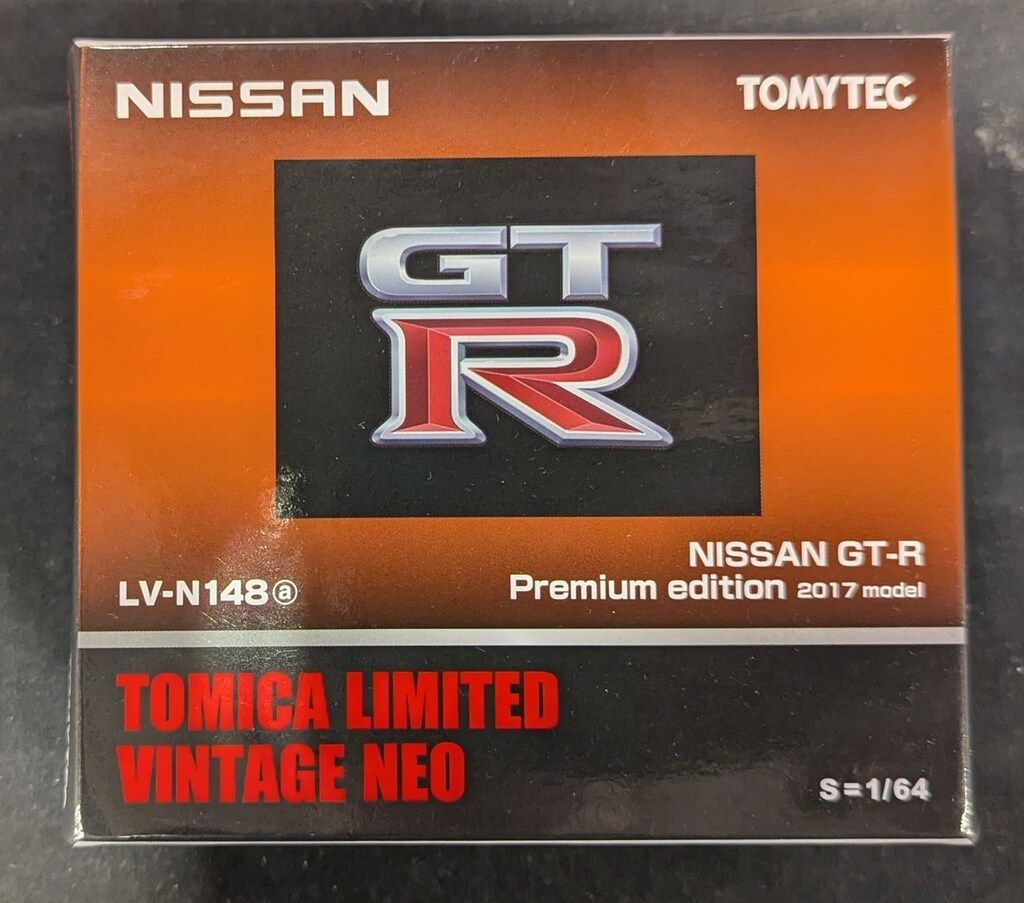 NISSAN
TOMYTEC
GT
R
NISSAN GT-R
LV-N148ⓐ
Premium edition 2017 model
TOMICA LIMITED
VINTAGE NEO
S=1/64